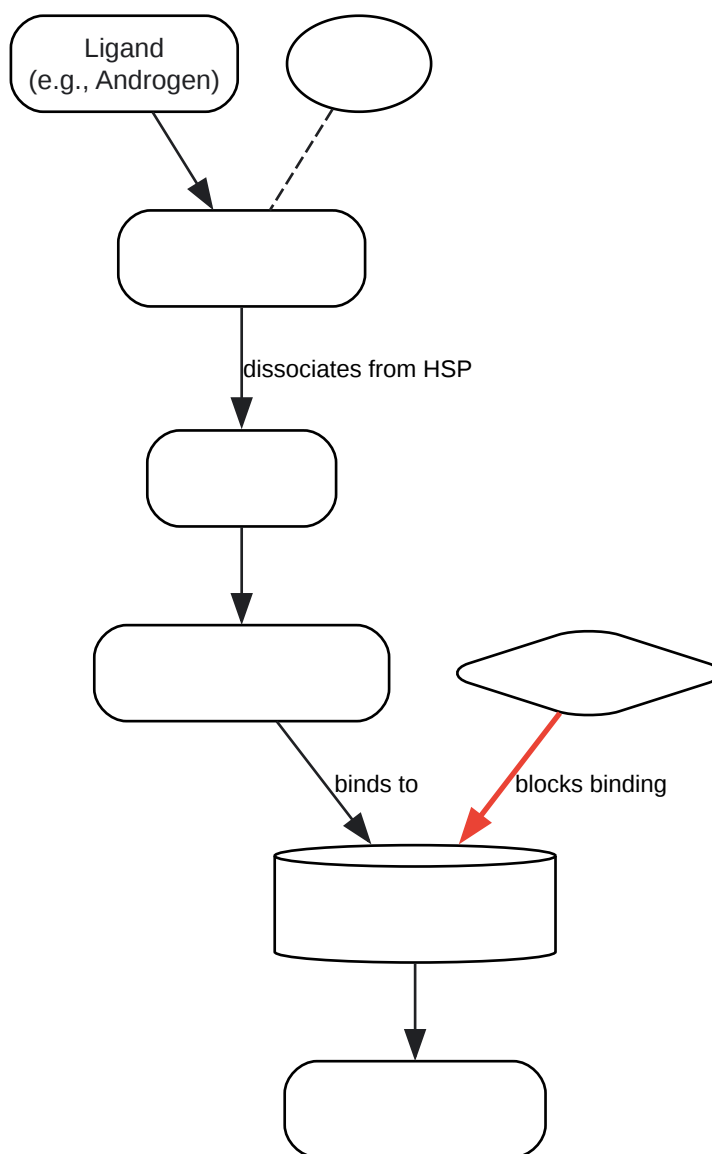 Ligand
(e.g., Androgen)
dissociates from HSP
binds to
blocks binding